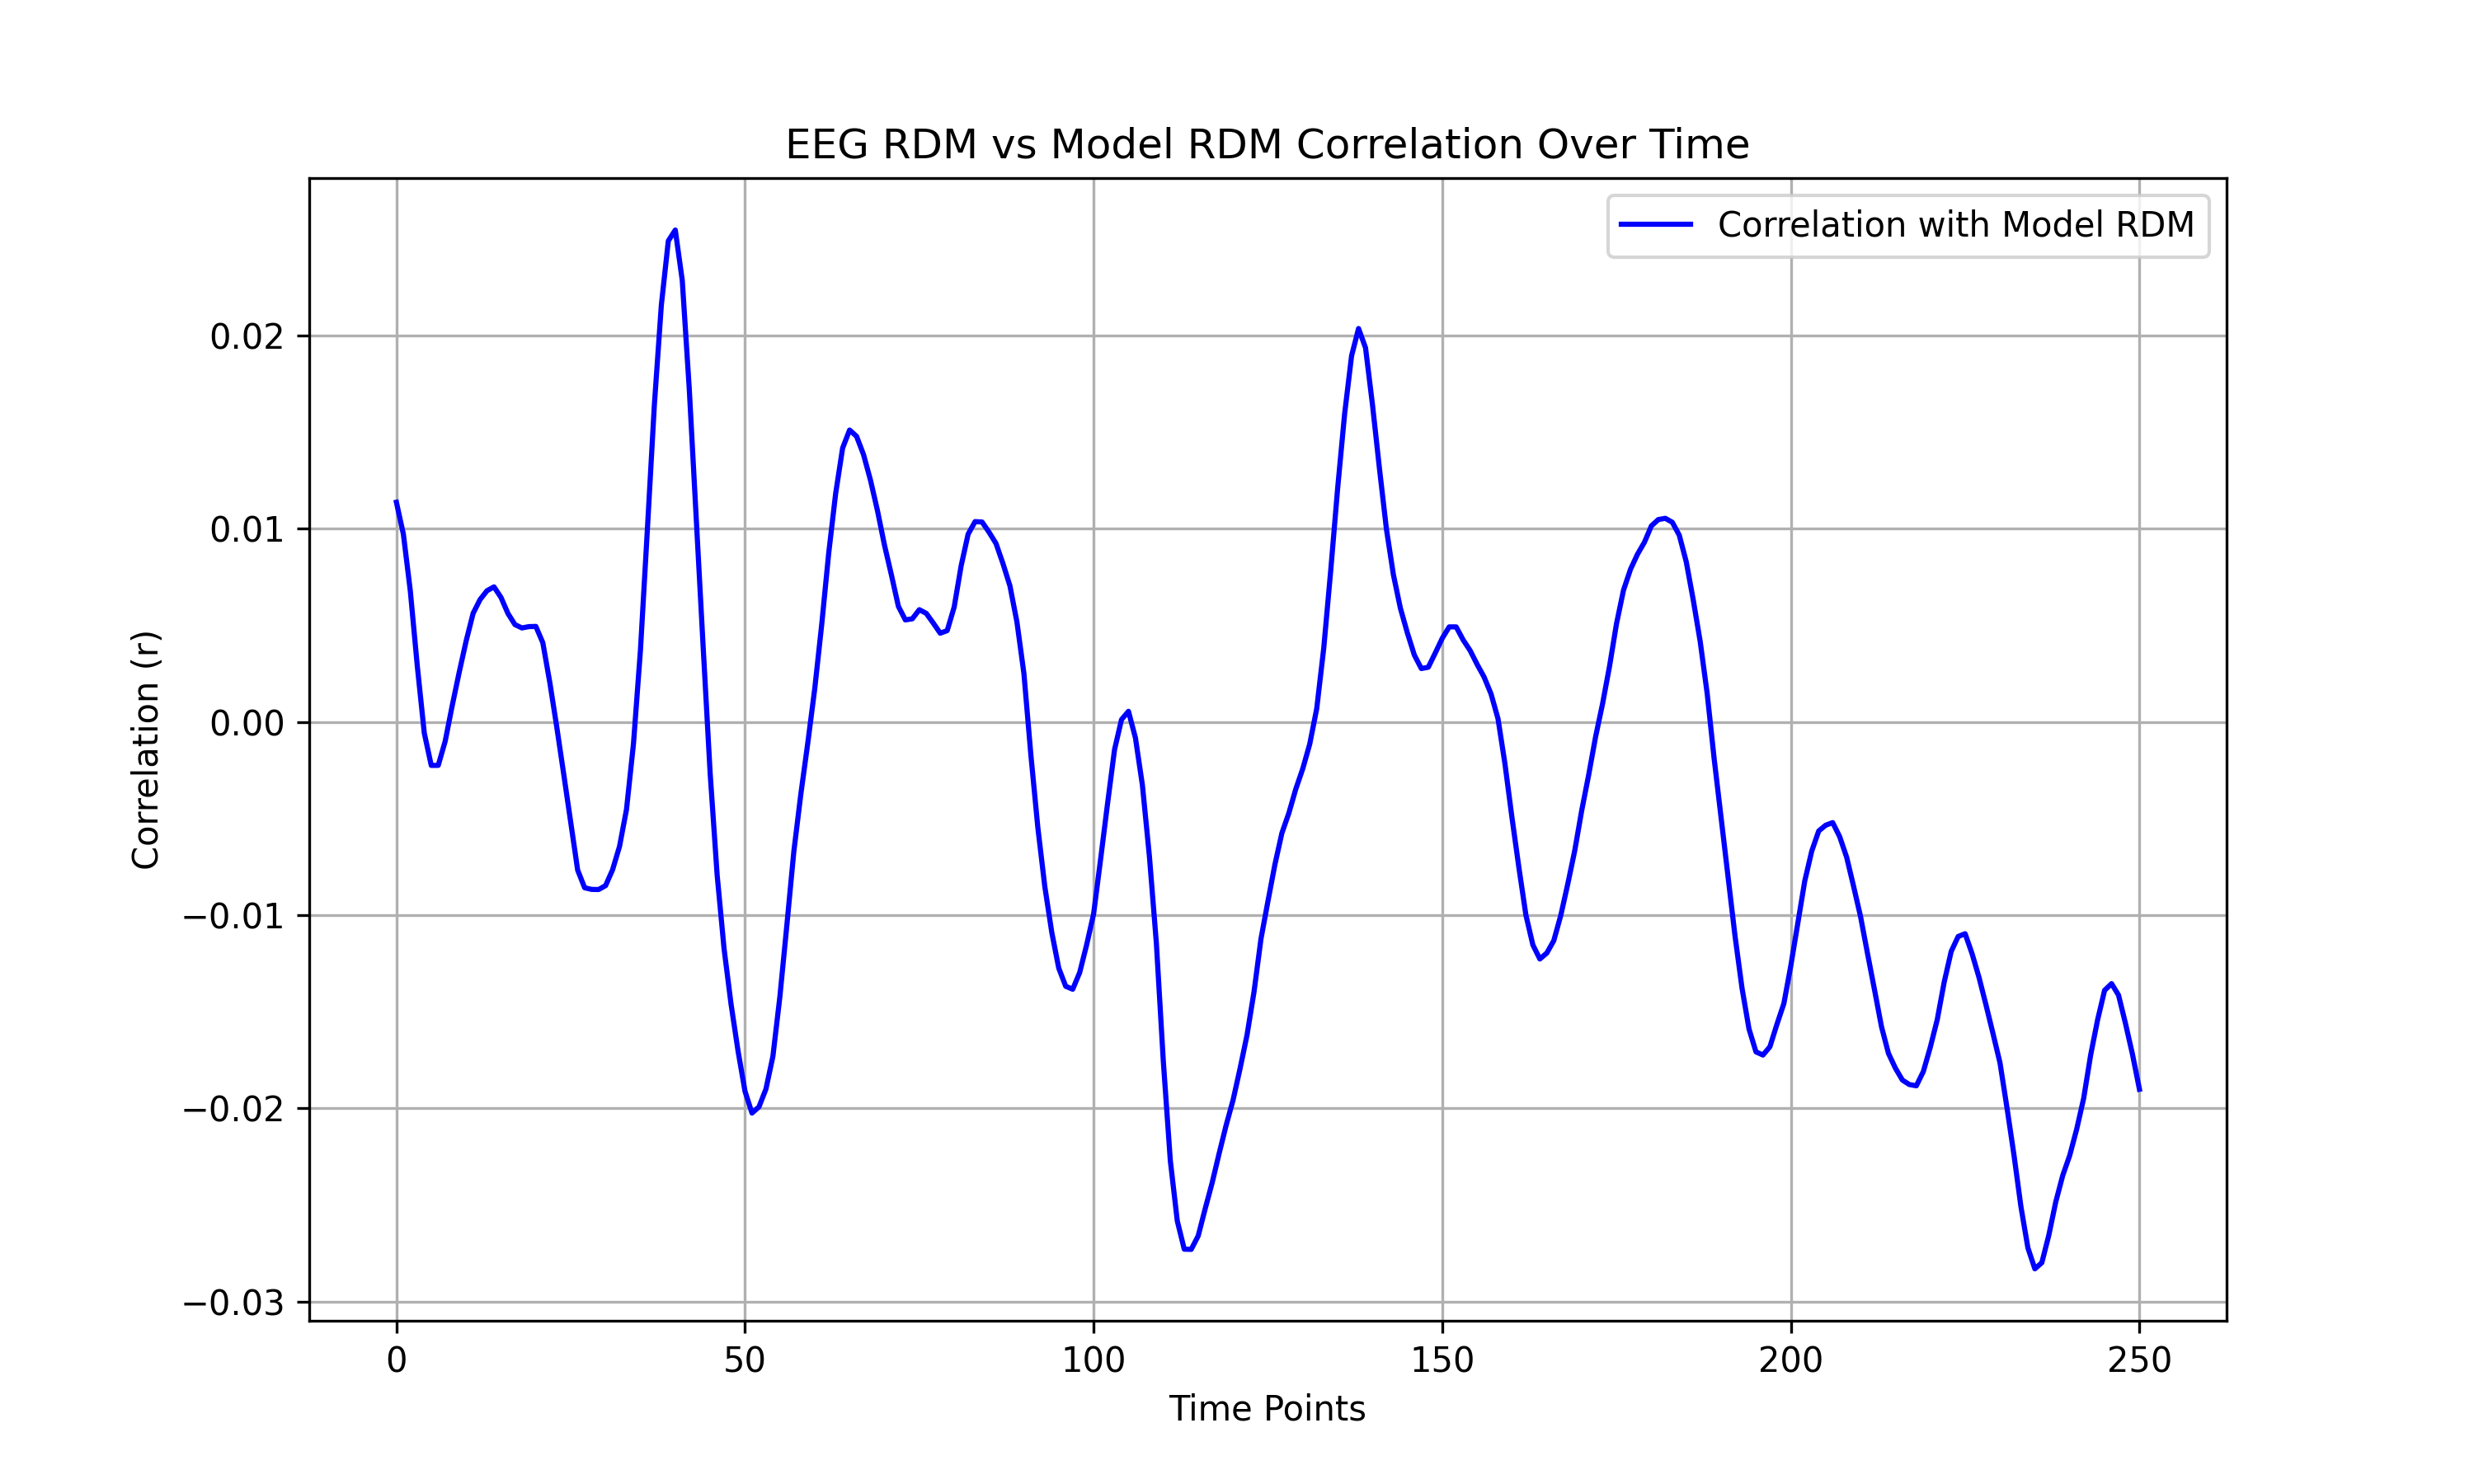 EEG RDM vs Model RDM Correlation Over Time
Correlation with Model RDM
Correlation (r)
0.02
0.01
0.00
−0.01
−0.02
−0.03
0 50 100 150 200 250
Time Points